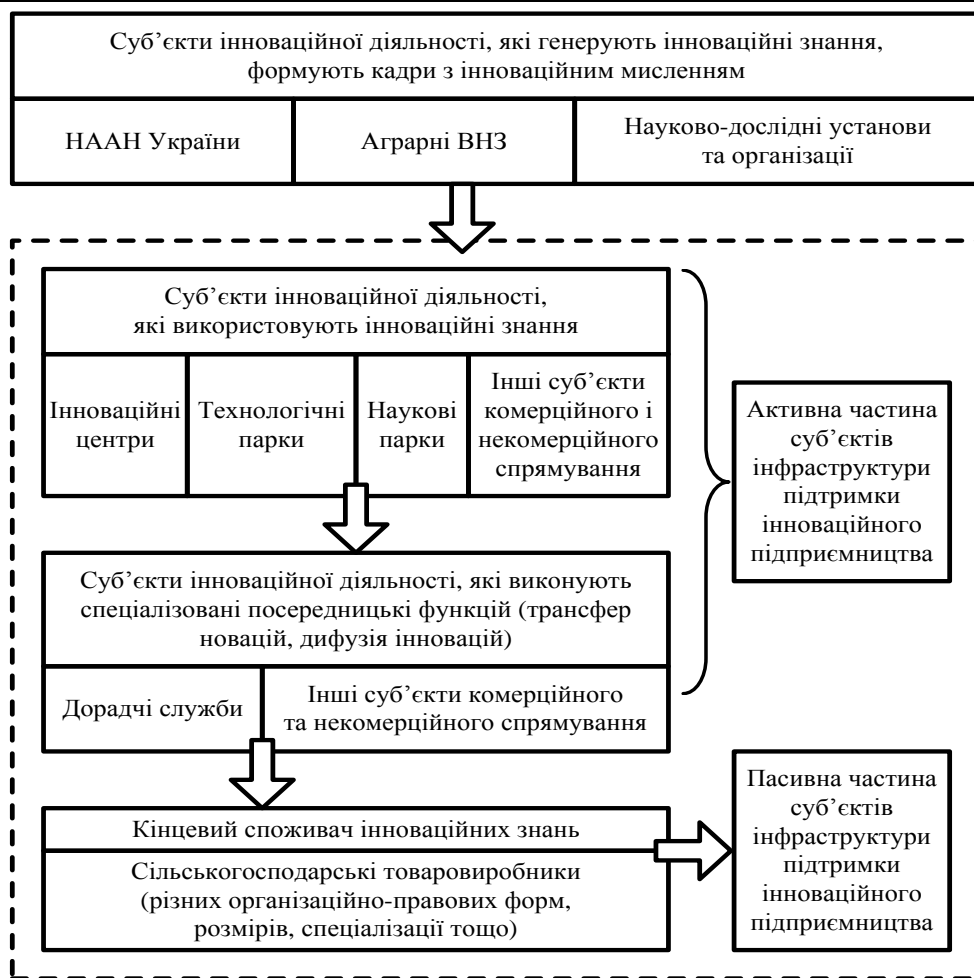 Суб’єкти інноваційної діяльності, які генерують інноваційні знання,
формують кадри з інноваційним мисленням
НААН України
Аграрні ВНЗ
Науково-дослідні установи
та організації
Суб’єкти інноваційної діяльності,
які використовують інноваційні знання
Інноваційні
центри
Технологічні
парки
Наукові
парки
Інші суб’єкти
комерційного і
некомерційного
спрямування
Активна частина
суб’єктів
інфраструктури
підтримки
інноваційного
підприємництва
Суб’єкти інноваційної діяльності, які виконують
спеціалізовані посередницькі функцій (трансфер
новацій, дифузія інновацій)
Дорадчі служби
Інші суб’єкти комерційного
та некомерційного спрямування
Кінцевий споживач інноваційних знань
Сільськогосподарські товаровиробники
(різних організаційно-правових форм,
розмірів, спеціалізації тощо)
Пасивна частина
суб’єктів
інфраструктури
підтримки
інноваційного
підприємництва